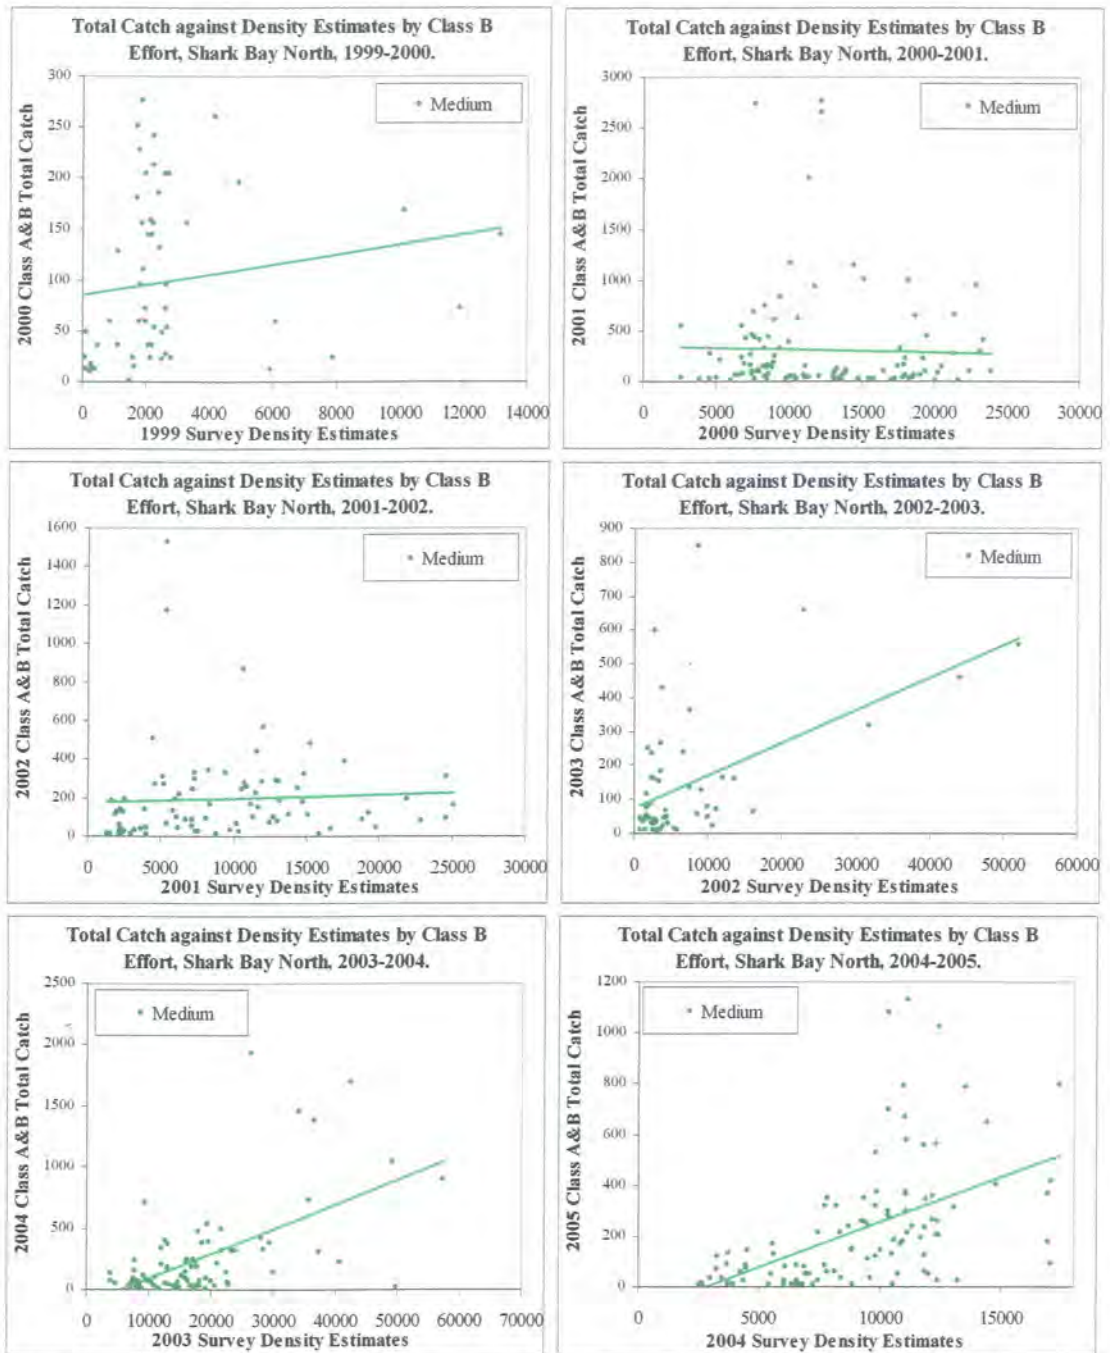 Total Catch against Density Estimates by Class B
Effort, Shark Bay North, 1999-2000.
300
250
200
150
100
50
0
2000 Class A&B Total Catch
Medium
0 2000 4000 6000 8000 10000 12000 14000
1999 Survey Density Estimates
Total Catch against Density Estimates by Class B
Effort, Shark Bay North, 2000-2001.
3000
2500
2000
1500
1000
500
0
2001 Class A&B Total Catch
Medium
0 5000 10000 15000 20000 25000 30000
2000 Survey Density Estimates
Total Catch against Density Estimates by Class B
Effort, Shark Bay North, 2001-2002.
1600
1400
1200
1000
800
600
400
200
0
2002 Class A&B Total Catch
Medium
0 5000 10000 15000 20000 25000 30000
2001 Survey Density Estimates
Total Catch against Density Estimates by Class B
Effort, Shark Bay North, 2002-2003.
900
800
700
600
500
400
300
200
100
0
2003 Class A&B Total Catch
Medium
0 10000 20000 30000 40000 50000 60000
2002 Survey Density Estimates
Total Catch against Density Estimates by Class B
Effort, Shark Bay North, 2003-2004.
2500
2000
1500
1000
500
0
2004 Class A&B Total Catch
Medium
0 10000 20000 30000 40000 50000 60000 70000
2003 Survey Density Estimates
Total Catch against Density Estimates by Class B
Effort, Shark Bay North, 2004-2005.
1200
1000
800
600
400
200
0
2005 Class A&B Total Catch
Medium
0 5000 10000 15000
2004 Survey Density Estimates